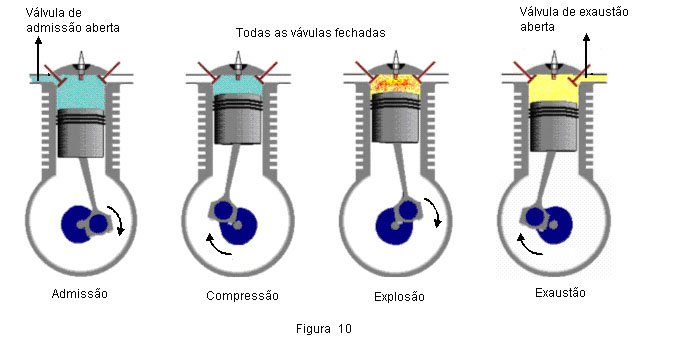 Válvula de
admissão aberta
Todas as vávulas fechadas
Válvula de exaustão
aberta
Admissão
Compressão
Explosão
Exaustão
Figura 10